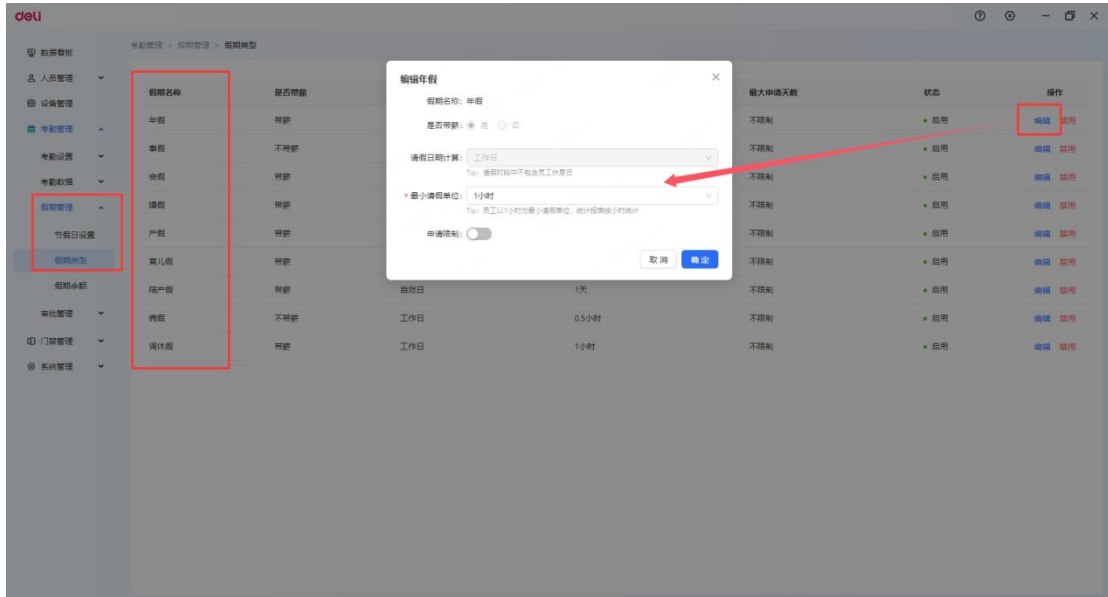 deli
数据看板
人员管理
设备管理
考勤管理
考勤设置
考勤数据
假期管理
节假日设置
假期类型
假期余额
审批管理
门禁管理
系统管理
考勤管理 > 假期管理 > 假期类型
假期名称 是否带薪 最大申请天数 状态 操作
年假 带薪 不限制 启用 编辑 禁用
事假 不带薪 不限制 启用 编辑 禁用
丧假 带薪 不限制 启用 编辑 禁用
婚假 带薪 不限制 启用 编辑 禁用
产假 带薪 不限制 启用 编辑 禁用
育儿假 带薪 不限制 启用 编辑 禁用
陪产假 带薪 自然日 1天 不限制 启用 编辑 禁用
病假 不带薪 工作日 0.5小时 不限制 启用 编辑 禁用
调休假 带薪 工作日 1小时 不限制 启用 编辑 禁用
编辑年假
假期名称: 年假
是否带薪: 是 否
请假日期计算: 工作日
Tip: 请假时段中不包含员工休息日
* 最小请假单位: 1小时
Tip: 员工以1小时为最小请假单位，统计报表按小时统计
申请限制:
取消 确定